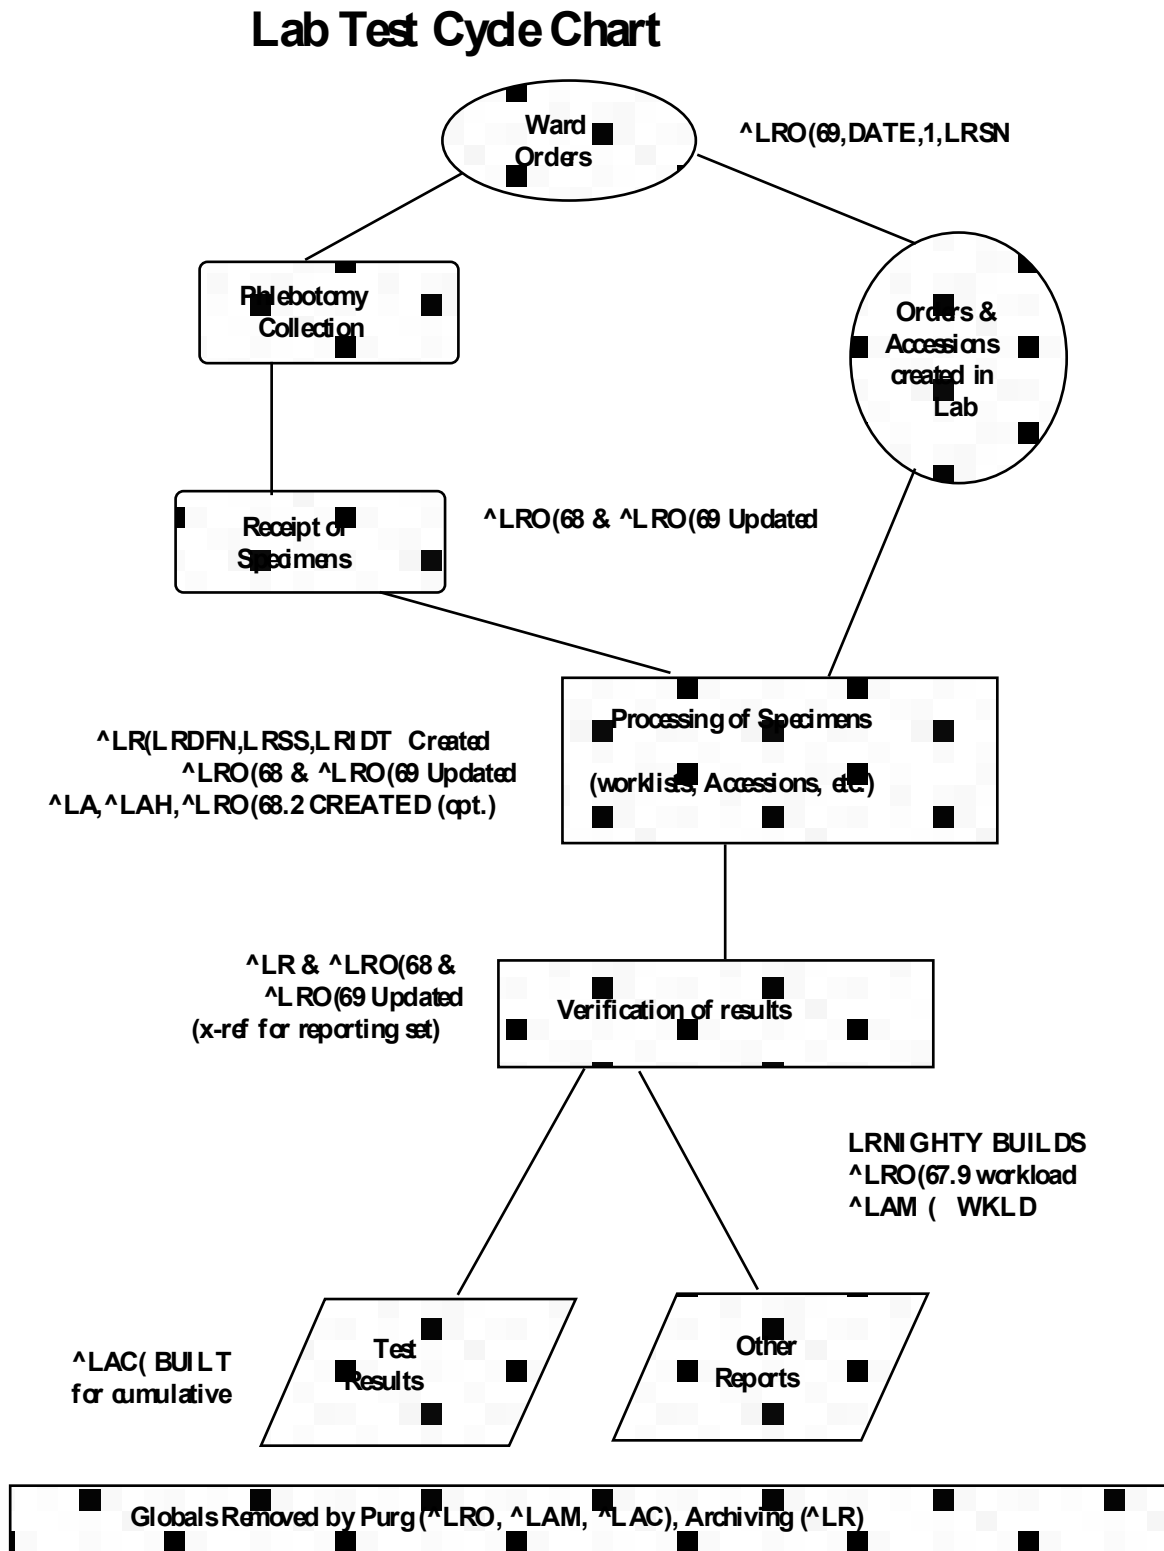 Lab Test Cycle Chart
Ward
Orders
^LRO(69,DATE,1,LRSN
Phlebotomy
Collection
Orders &
Accessions
created in
Lab
Receipt of
Specimens
^LRO(68 & ^LRO(69 Updated
Processing of Specimens
(worklists, Accessions, etc.)
^LR(LRDFN,LRSS,LRIDT Created
^LRO(68 & ^LRO(69 Updated
^LA,^LAH,^LRO(68.2 CREATED (opt.)
^LR & ^LRO(68 &
^LRO(69 Updated
(x-ref for reporting set)
Verification of results
LRNIGHTY BUILDS
^LRO(67.9 workload
^LAM ( WKLD
Test
Results
Other
Reports
^LAC( BUILT
for cumulative
Globals Removed by Purg (^LRO, ^LAM, ^LAC), Archiving (^LR)